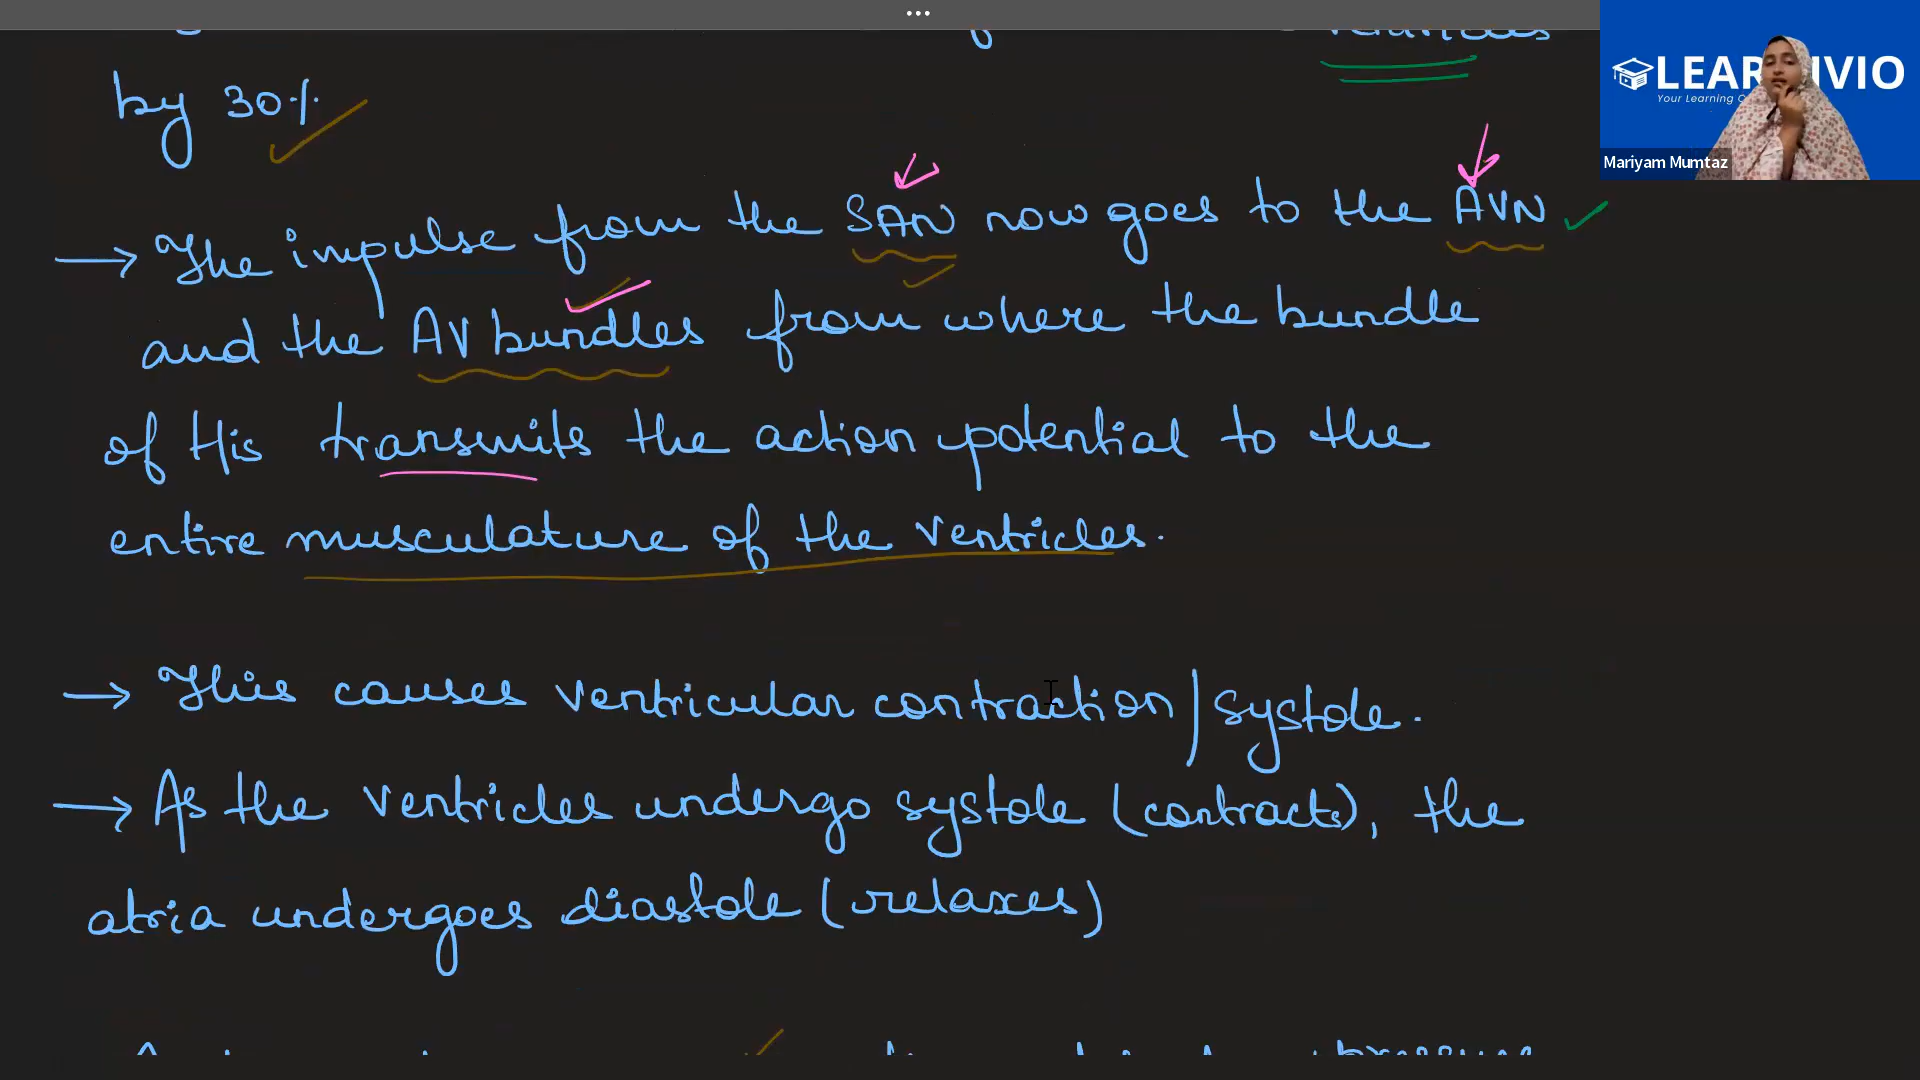 by 30%
→ The impulse from the SAN now goes to the AVN
and the AV bundles from where the bundle
of His transmits the action potential to the
entire musculature of the ventricles.
→ This causes ventricular contraction / systole.
→ As the ventricles undergo systole (contracts), the
atria undergoes diastole (relaxes)
Your Learning
Mariyam Mumtaz